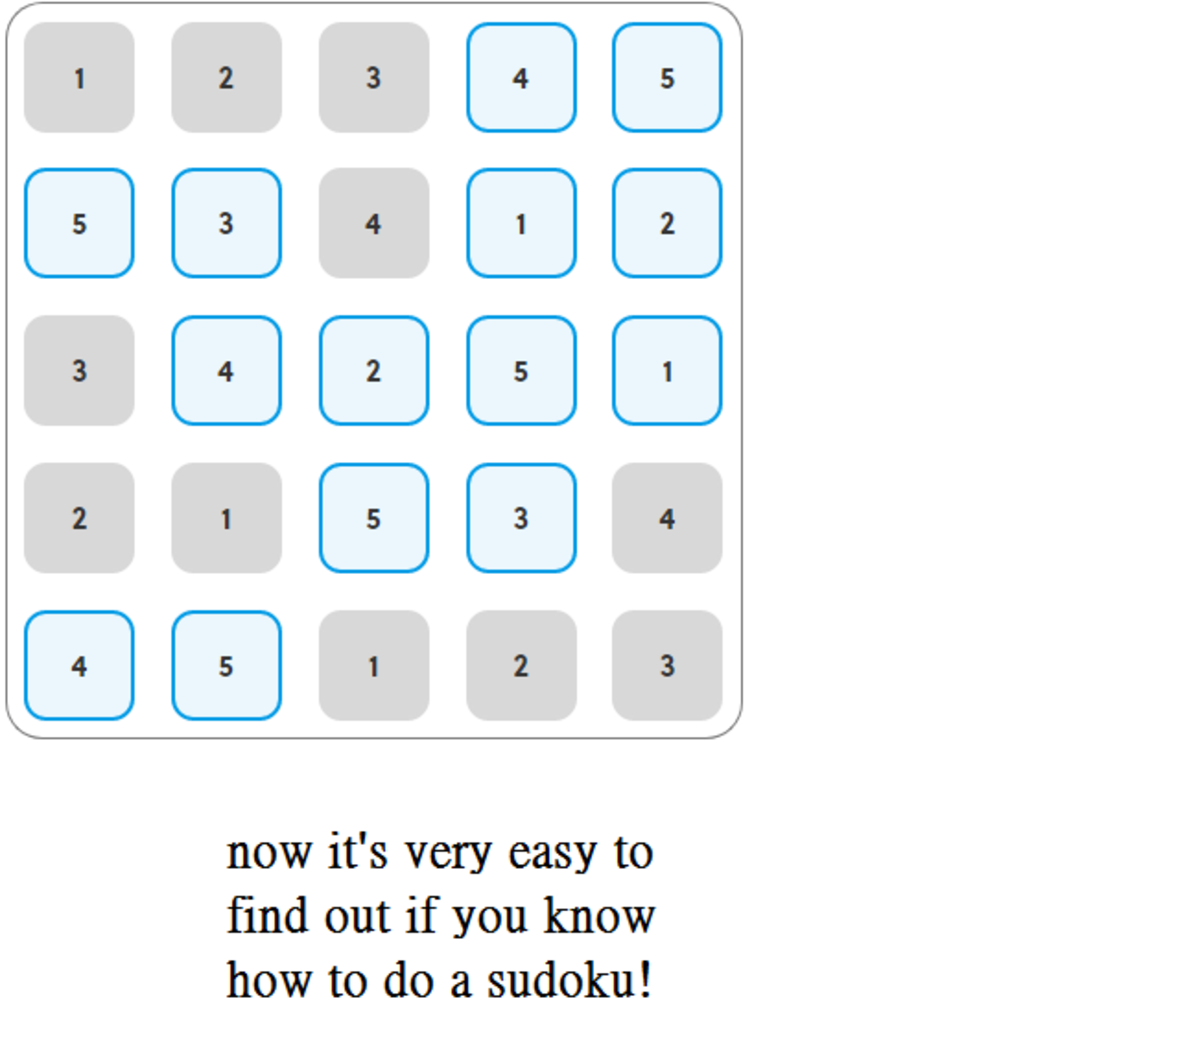 1 2 3 4 5
5 3 4 1 2
3 4 2 5 1
2 1 5 3 4
4 5 1 2 3
now it's very easy to
find out if you know
how to do a sudoku!